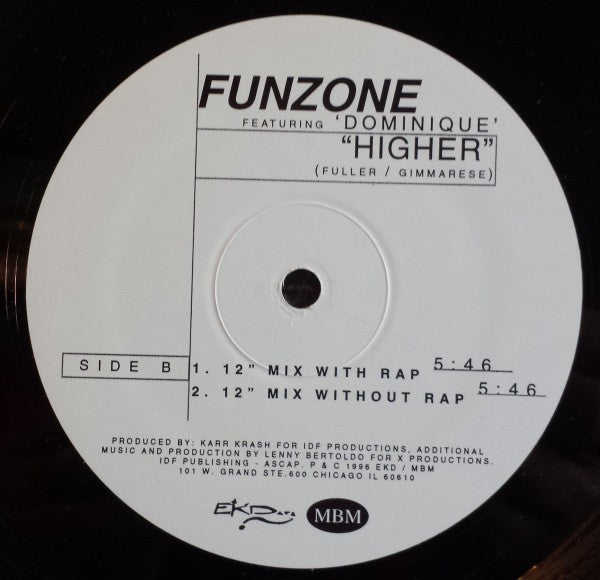 FUNZONE
FEATURING 'DOMINIQUE'
"HIGHER"
(FULLER / GIMMARESE)
SIDE B
1. 12" MIX WITH RAP 5:46
2. 12" MIX WITHOUT RAP 5:46
PRODUCED BY: KARR KRASH FOR IDF PRODUCTIONS, ADDITIONAL
MUSIC AND PRODUCTION BY LENNY BERTOLDO FOR X PRODUCTIONS.
IDF PUBLISHING - ASCAP. P & C 1996 EKD / MBM
101 W. GRAND STE.600 CHICAGO IL 60610
EKD
MBM